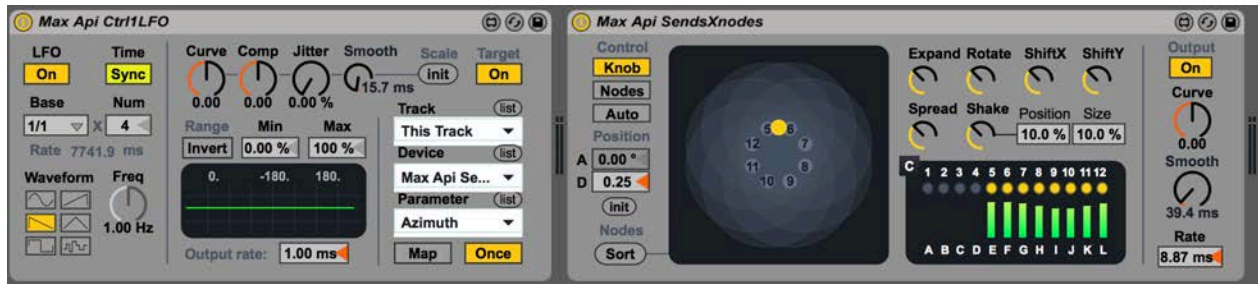 Max Api Ctrl1LFO
LFO
On
Time
Sync
Base
1/1
X
Num
4
Rate 7741.9 ms
Waveform
Freq
1.00 Hz
Curve Comp Jitter Smooth
0.00 0.00 0.00 % 15.7 ms
Scale
init
Target
On
Range
Invert
Min
0.00 %
Max
100 %
0. -180. 180.
Output rate: 1.00 ms
Track (list)
This Track
Device (list)
Max Api Se...
Parameter (list)
Azimuth
Map Once
Max Api SendsXnodes
Control
Knob
Nodes
Auto
Position
A 0.00 °
D 0.25
init
Nodes
Sort
5 6
12 7
11 8
10 9
Expand Rotate ShiftX ShiftY
Spread Shake Position Size
10.0 % 10.0 %
C
1 2 3 4 5 6 7 8 9 10 11 12
A B C D E F G H I J K L
Output
On
Curve
0.00
Smooth
39.4 ms
Rate
8.87 ms